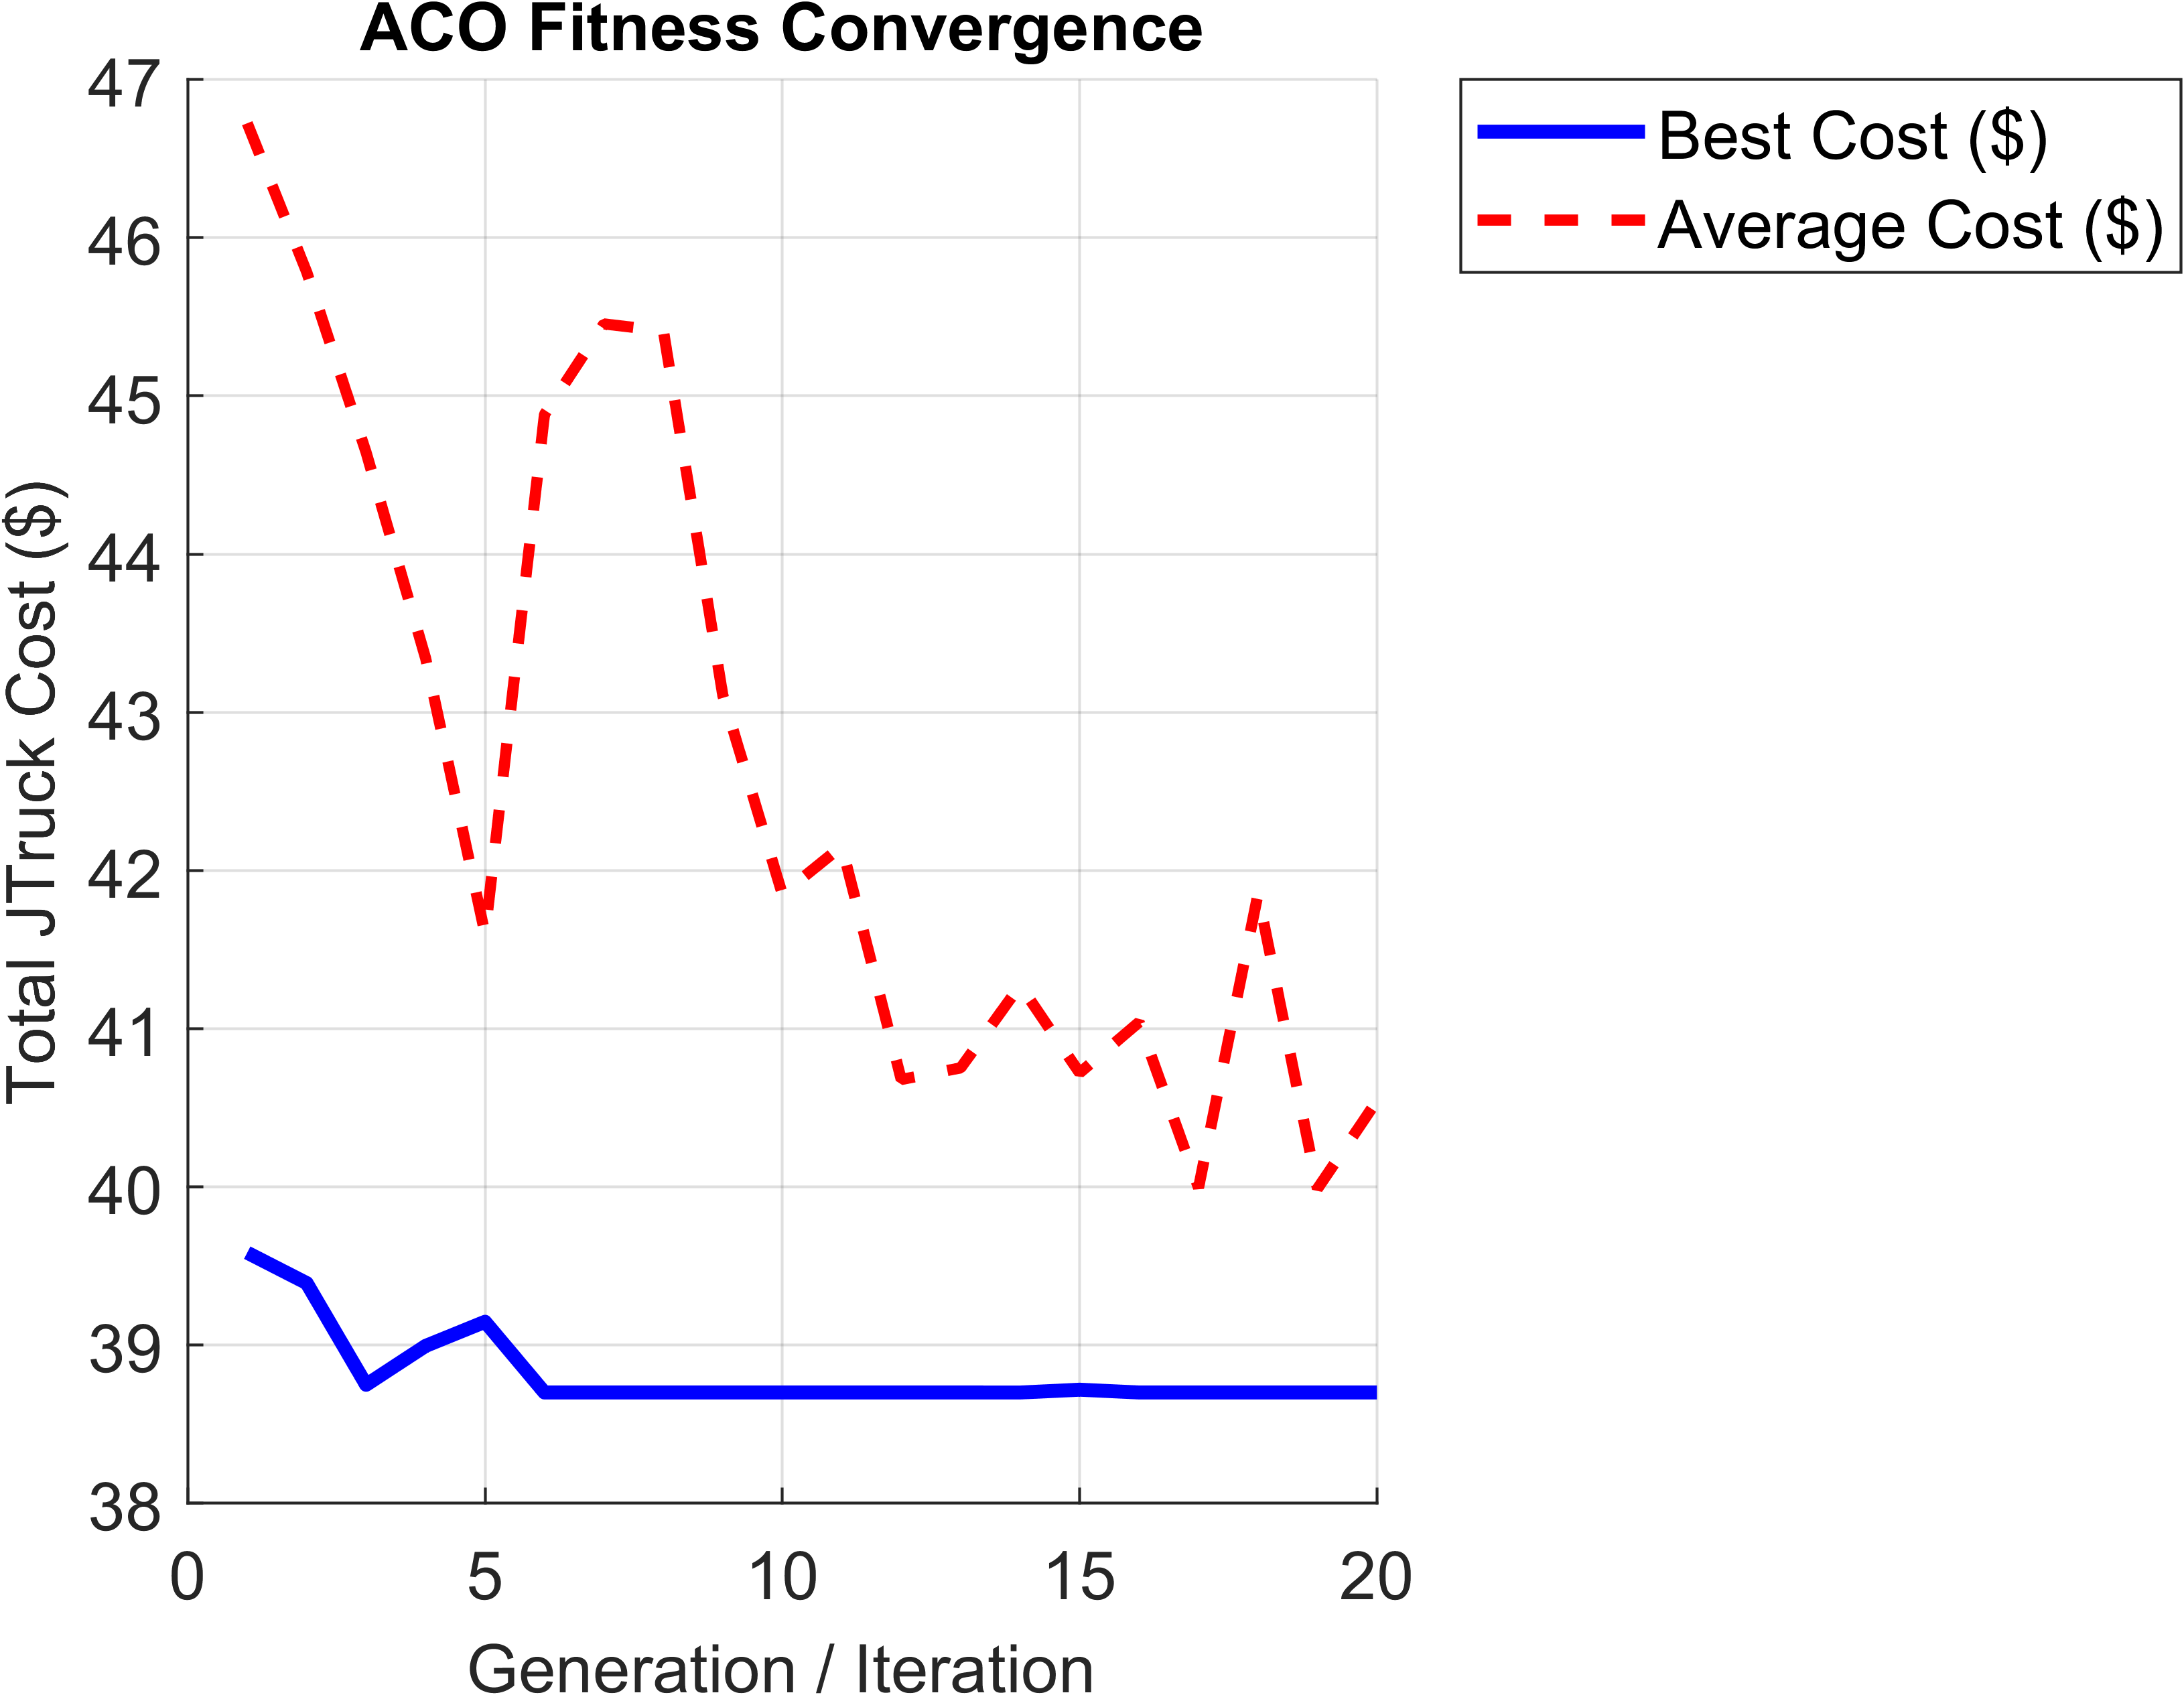 ACO Fitness Convergence
Best Cost ($)
Average Cost ($)
Total JTruck Cost ($)
47
46
45
44
43
42
41
40
39
38
0 5 10 15 20
Generation / Iteration